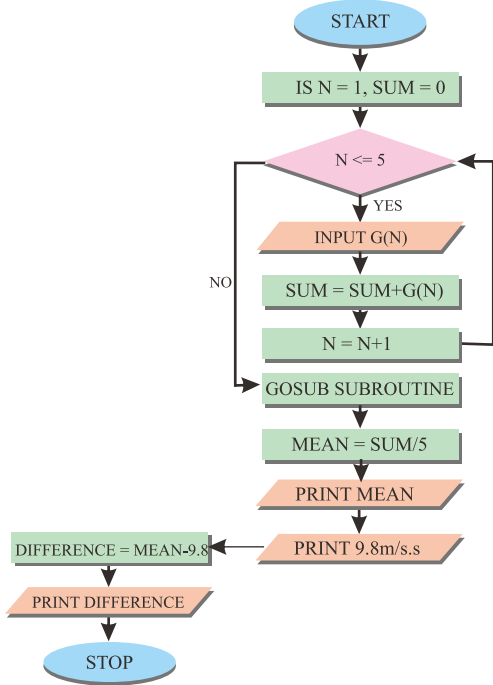 START
IS N = 1, SUM = 0
N <= 5
YES
INPUT G(N)
NO
SUM = SUM+G(N)
N = N+1
GOSUB SUBROUTINE
MEAN = SUM/5
PRINT MEAN
PRINT 9.8m/s.s
DIFFERENCE = MEAN-9.8
PRINT DIFFERENCE
STOP